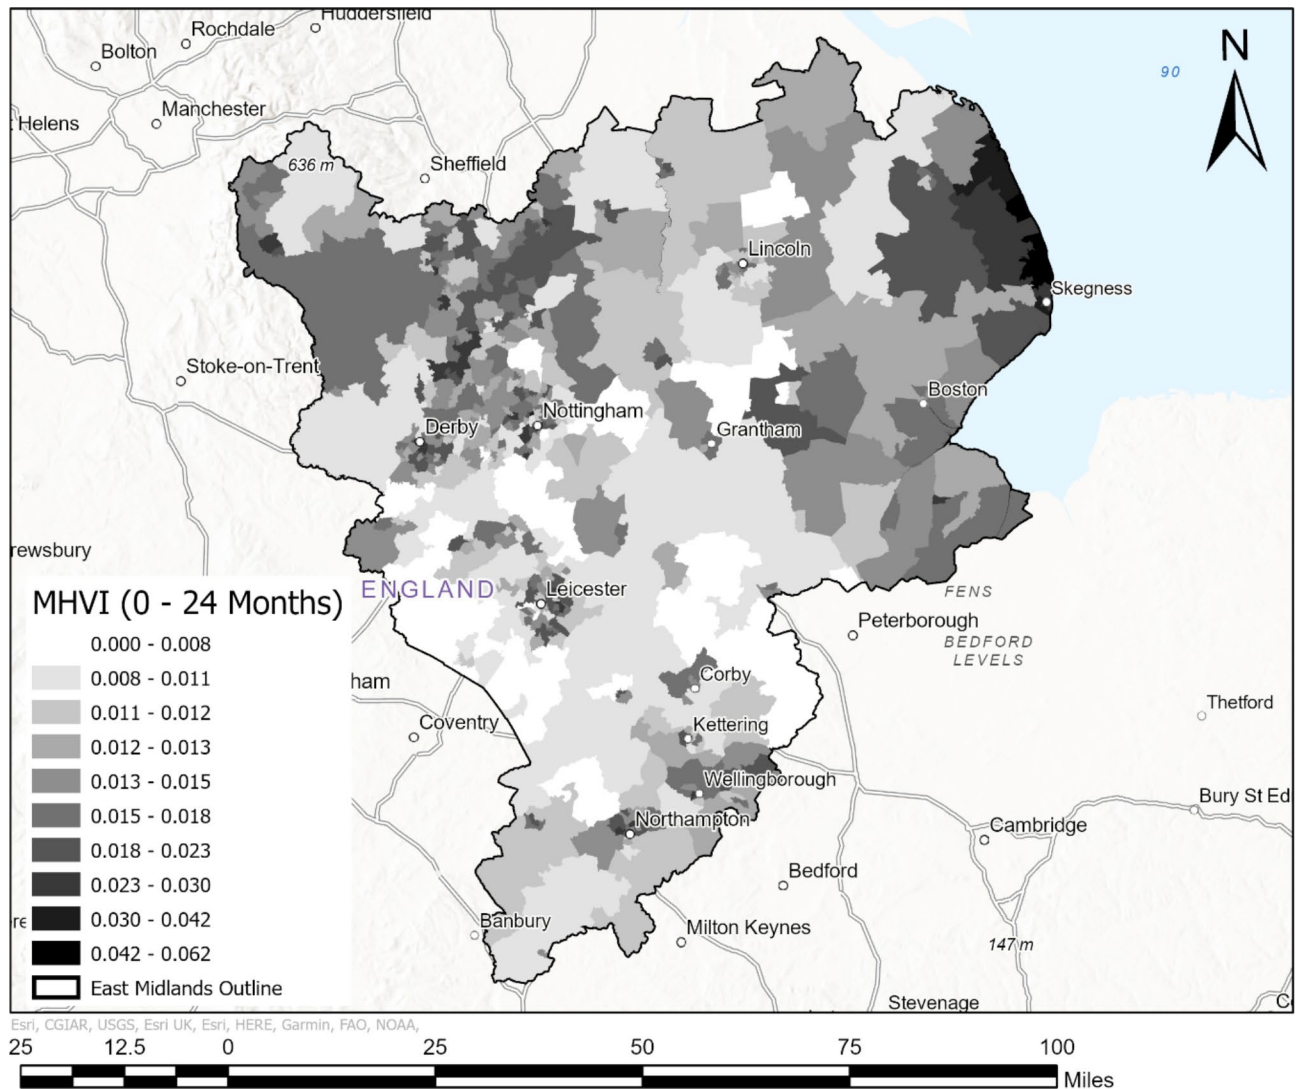 Huddersfield
Rochdale
Bolton
N
90
Manchester
Helens
636 m
Sheffield
Lincoln
Skegness
Stoke-on-Trent
Boston
Nottingham
Derby
Grantham
rewsbury
ENGLAND
Leicester
FENS
Peterborough
BEDFORD
LEVELS
MHVI (0 - 24 Months)
0.000 - 0.008
0.008 - 0.011
0.011 - 0.012
0.012 - 0.013
0.013 - 0.015
0.015 - 0.018
0.018 - 0.023
0.023 - 0.030
0.030 - 0.042
0.042 - 0.062
East Midlands Outline
ham
Corby
Thetford
Coventry
Kettering
Wellingborough
Bury St Ed
Northampton
Cambridge
Bedford
Banbury
Milton Keynes
147 m
Stevenage
Esri, CGIAR, USGS, Esri UK, Esri, HERE, Garmin, FAO, NOAA,
25 12.5 0 25 50 75 100
Miles